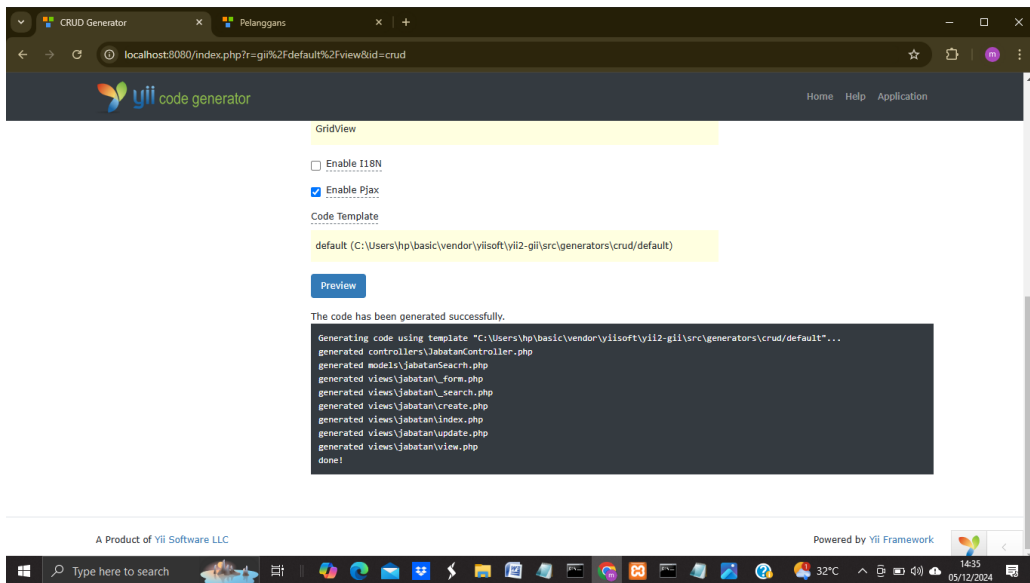 CRUD Generator
Pelanggans
localhost:8080/index.php?r=gii%2Fdefault%2Fview&id=crud
m
yii code generator
Home Help Application
GridView
Enable I18N
Enable Pjax
Code Template
default (C:\Users\hp\basic\vendor\yiisoft\yii2-gii\src\generators\crud/default)
Preview
The code has been generated successfully.
Generating code using template "C:\Users\hp\basic\vendor\yiisoft\yii2-gii\src\generators\crud/default"...
generated controllers\JabatanController.php
generated models\jabatanSeacrh.php
generated views\jabatan\_form.php
generated views\jabatan\_search.php
generated views\jabatan\create.php
generated views\jabatan\index.php
generated views\jabatan\update.php
generated views\jabatan\view.php
done!
A Product of Yii Software LLC
Powered by Yii Framework
Type here to search
32°C
14:35
05/12/2024